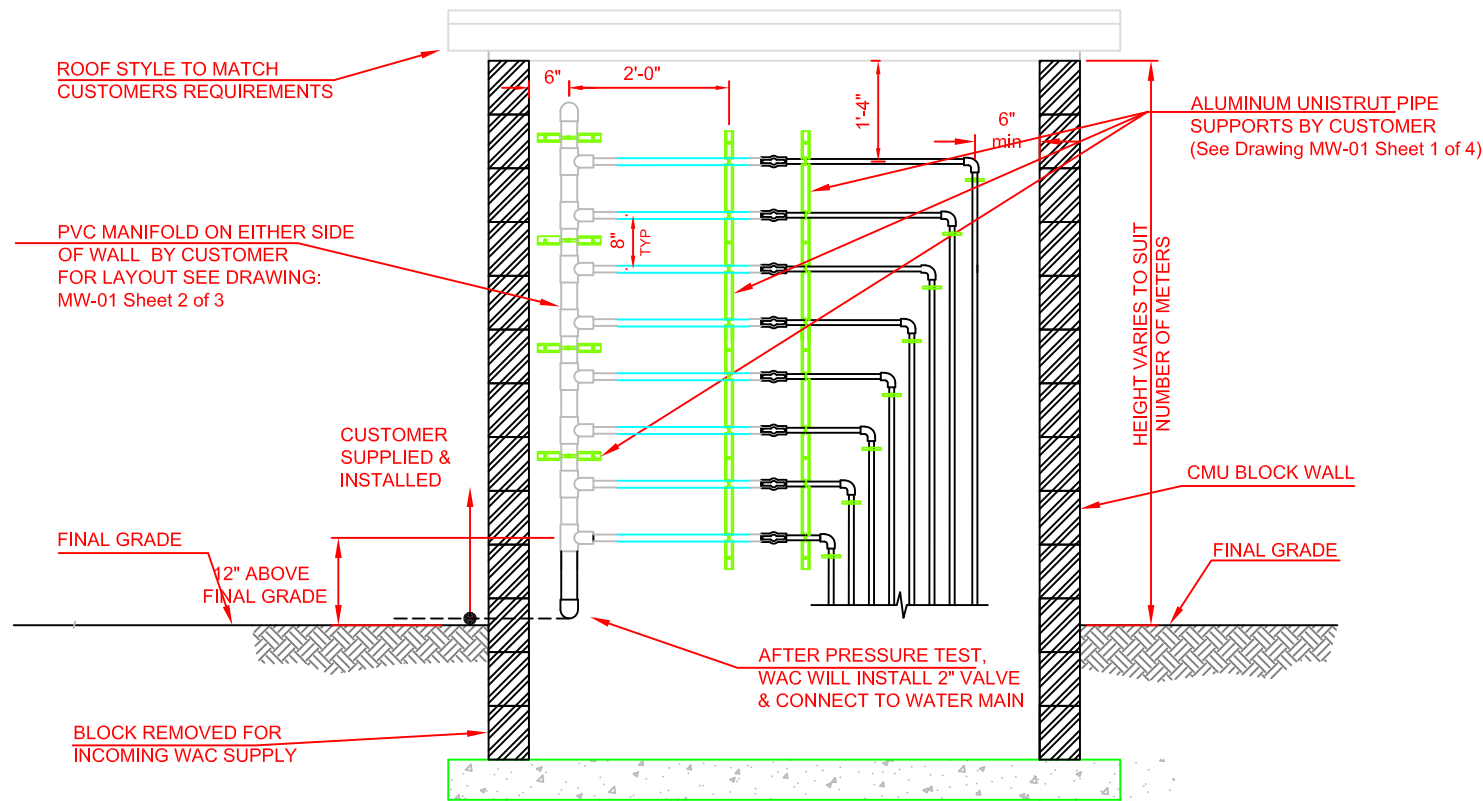 ROOF STYLE TO MATCH
CUSTOMERS REQUIREMENTS
6"
2'-0"
1'-4"
6"
min
ALUMINUM UNISTRUT PIPE
SUPPORTS BY CUSTOMER
(See Drawing MW-01 Sheet 1 of 4)
PVC MANIFOLD ON EITHER SIDE
OF WALL BY CUSTOMER
FOR LAYOUT SEE DRAWING:
MW-01 Sheet 2 of 3
8"
TYP
HEIGHT VARIES TO SUIT
NUMBER OF METERS
CUSTOMER
SUPPLIED &
INSTALLED
CMU BLOCK WALL
FINAL GRADE
12" ABOVE
FINAL GRADE
FINAL GRADE
AFTER PRESSURE TEST,
WAC WILL INSTALL 2" VALVE
& CONNECT TO WATER MAIN
BLOCK REMOVED FOR
INCOMING WAC SUPPLY